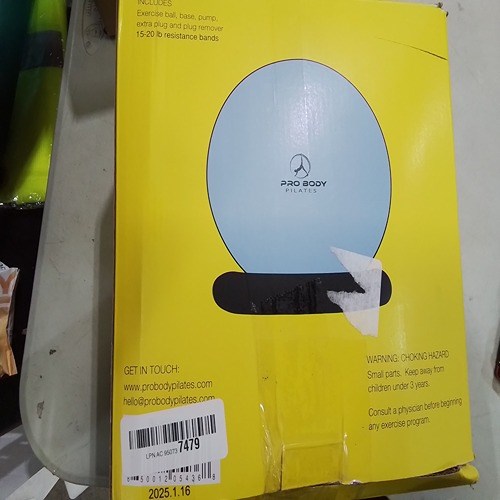 INCLUDES
Exercise ball, base, pump,
extra plug and plug remover
15-20 lb resistance bands
PRO BODY
PILATES
GET IN TOUCH:
www.probodypilates.com
hello@probodypilates.com
WARNING: CHOKING HAZARD
Small parts. Keep away from
children under 3 years.
Consult a physician before beginning
any exercise program.
7479
2025.1.16